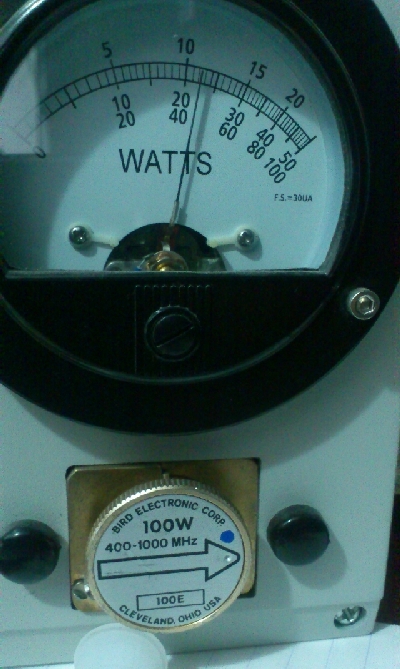 5 10 15 20
0
10 20 30 40 50
20 40 60 80 100
WATTS
F.S.=30UA
BIRD ELECTRONIC CORP
100W
400-1000 MHz
100E
CLEVELAND, OHIO USA